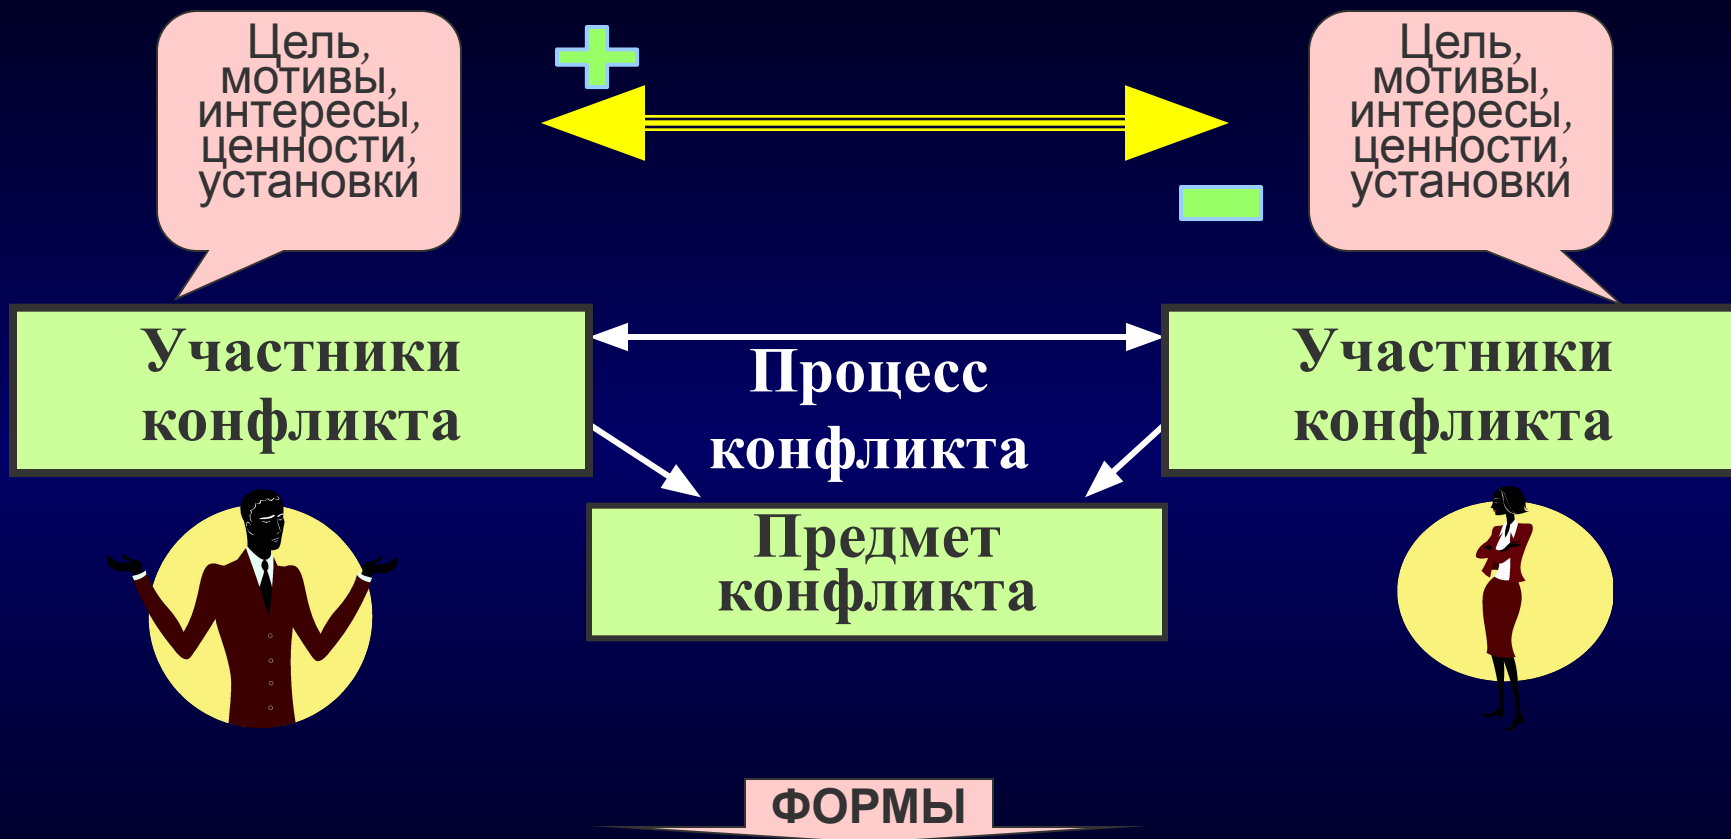 Цель,
мотивы,
интересы,
ценности,
установки
Цель,
мотивы,
интересы,
ценности,
установки
Участники
конфликта
Процесс
конфликта
Участники
конфликта
Предмет
конфликта
ФОРМЫ